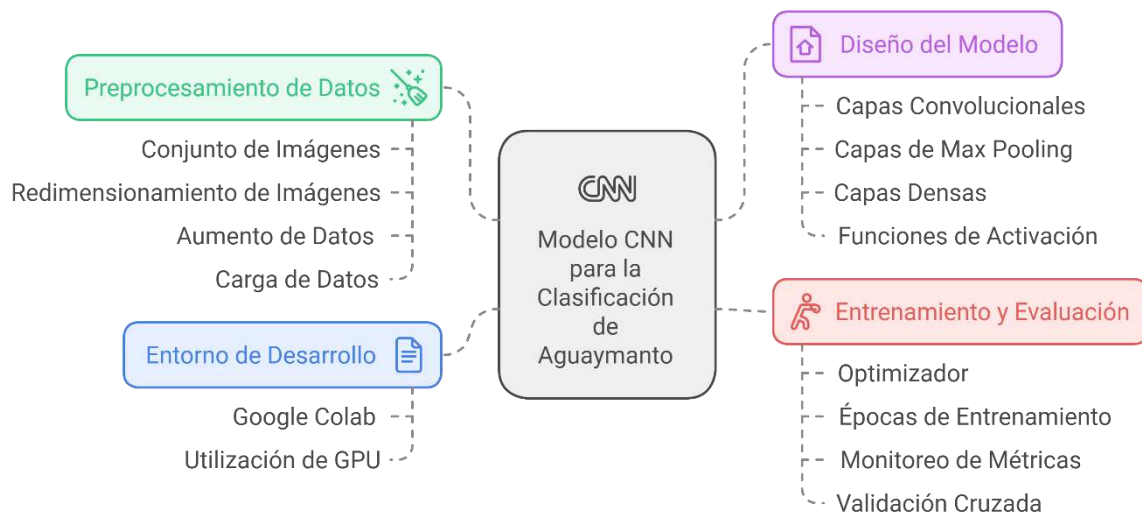 Preprocesamiento de Datos
Conjunto de Imágenes
Redimensionamiento de Imágenes
Aumento de Datos
Carga de Datos
Entorno de Desarrollo
Google Colab
Utilización de GPU
CNN
Modelo CNN
para la
Clasificación
de
Aguaymanto
Diseño del Modelo
Capas Convolucionales
Capas de Max Pooling
Capas Densas
Funciones de Activación
Entrenamiento y Evaluación
Optimizador
Épocas de Entrenamiento
Monitoreo de Métricas
Validación Cruzada